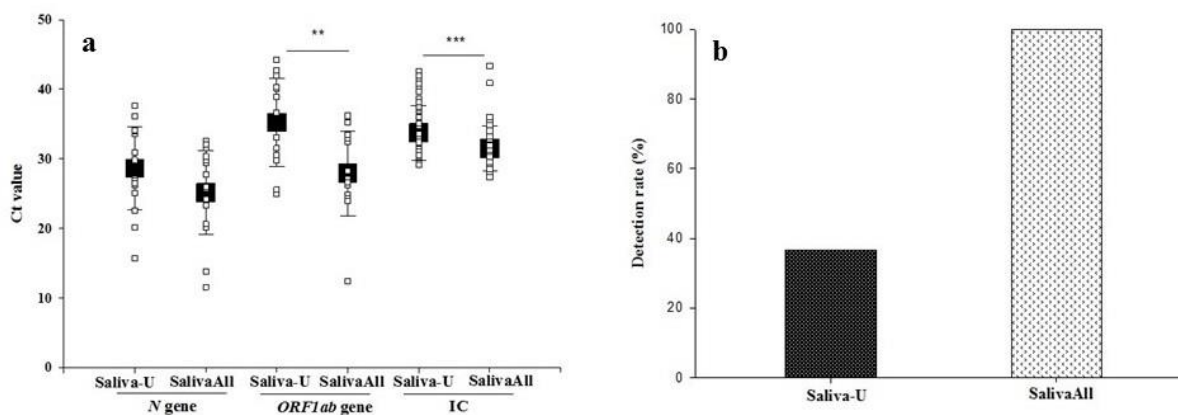 a
50
40
30
20
10
0
Ct value
**
***
Saliva-U SalivaAll Saliva-U SalivaAll Saliva-U SalivaAll
N gene ORF1ab gene IC
b
100
80
60
40
20
0
Detection rate (%)
Saliva-U SalivaAll